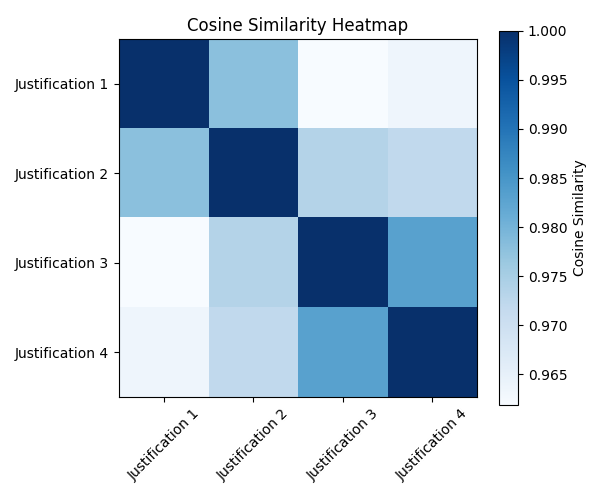 Cosine Similarity Heatmap
Justification 1
Justification 2
Justification 3
Justification 4
Justification 1
Justification 2
Justification 3
Justification 4
1.000
0.995
0.990
0.985
0.980
0.975
0.970
0.965
Cosine Similarity